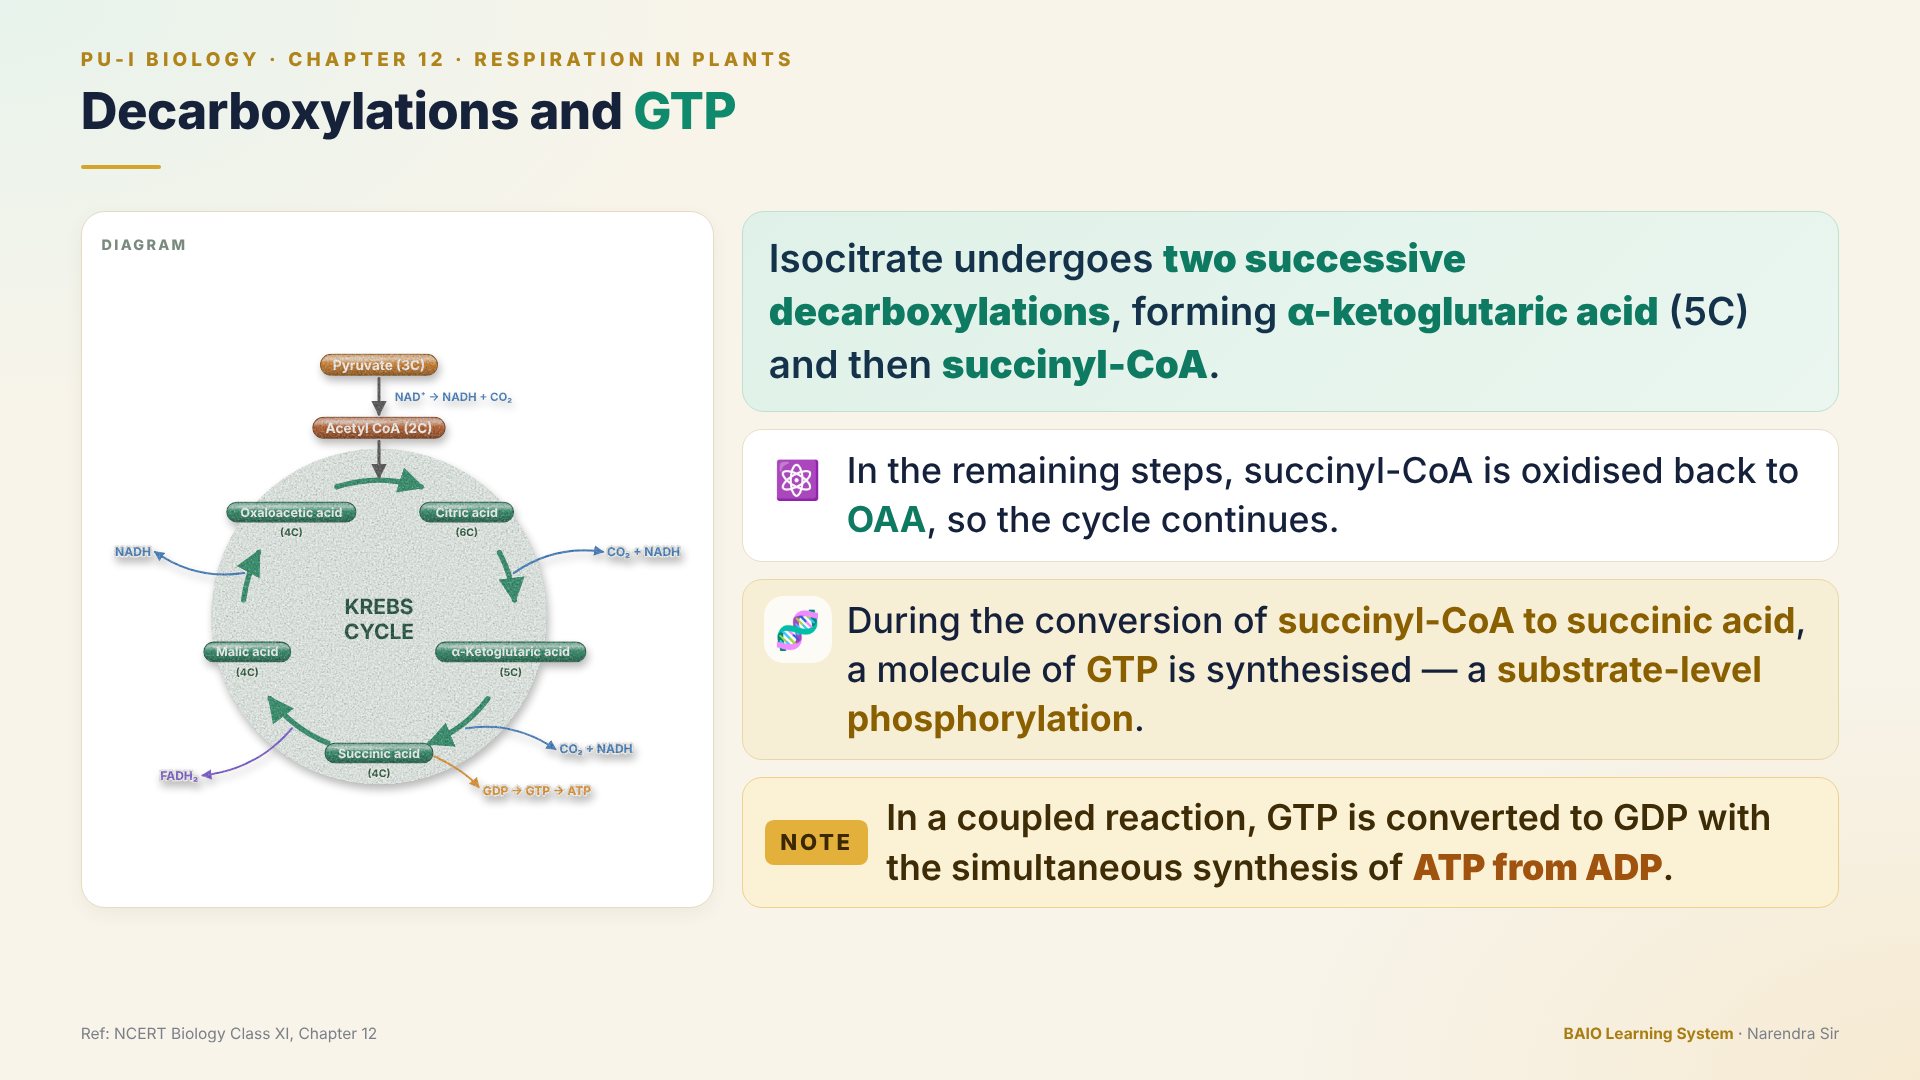 PU-I BIOLOGY · CHAPTER 12 · RESPIRATION IN PLANTS
Decarboxylations and GTP
DIAGRAM
Pyruvate (3C)
NAD⁺ → NADH + CO₂
Acetyl CoA (2C)
Oxaloacetic acid
(4C)
Citric acid
(6C)
NADH
CO₂ + NADH
KREBS
CYCLE
Malic acid
(4C)
α-Ketoglutaric acid
(5C)
Succinic acid
(4C)
CO₂ + NADH
FADH₂
GDP → GTP → ATP
Isocitrate undergoes two successive
decarboxylations, forming α-ketoglutaric acid (5C)
and then succinyl-CoA.
In the remaining steps, succinyl-CoA is oxidised back to
OAA, so the cycle continues.
During the conversion of succinyl-CoA to succinic acid,
a molecule of GTP is synthesised — a substrate-level
phosphorylation.
NOTE
In a coupled reaction, GTP is converted to GDP with
the simultaneous synthesis of ATP from ADP.
Ref: NCERT Biology Class XI, Chapter 12
BAIO Learning System · Narendra Sir